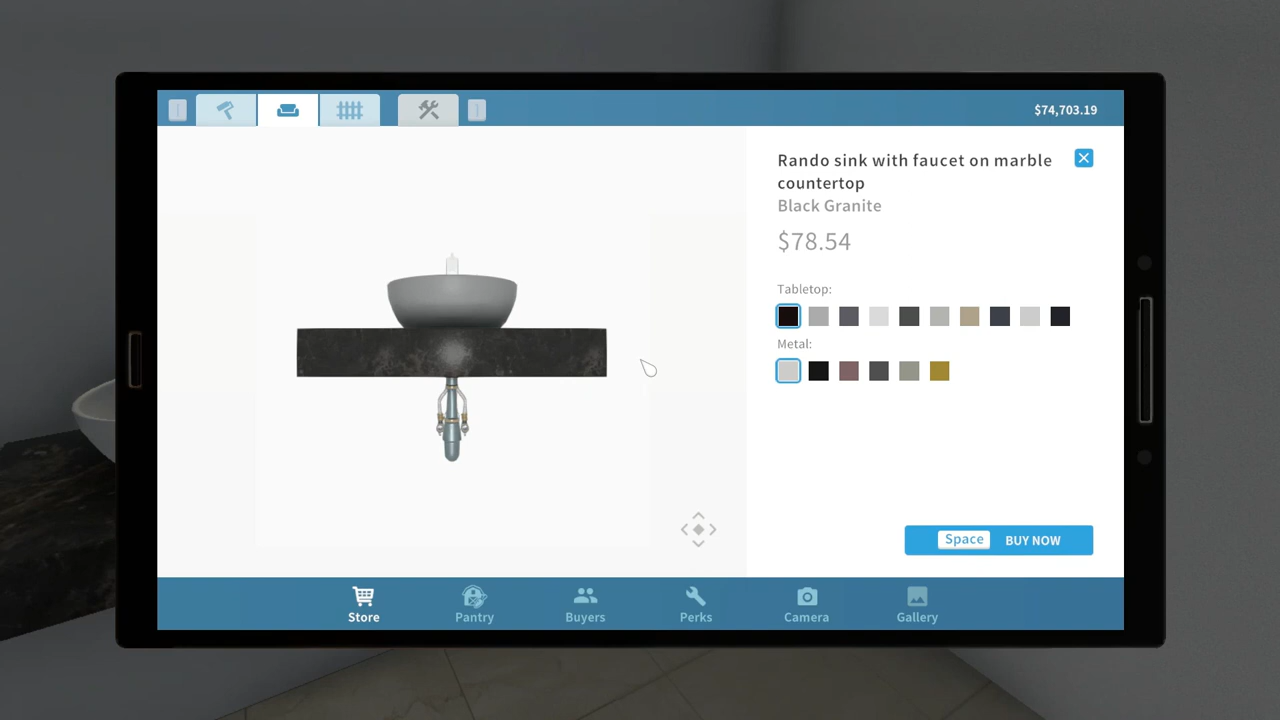 $74,703.19
Rando sink with faucet on marble
countertop
Black Granite
$78.54
Tabletop:
Metal:
Space BUY NOW
Store Pantry Buyers Perks Camera Gallery